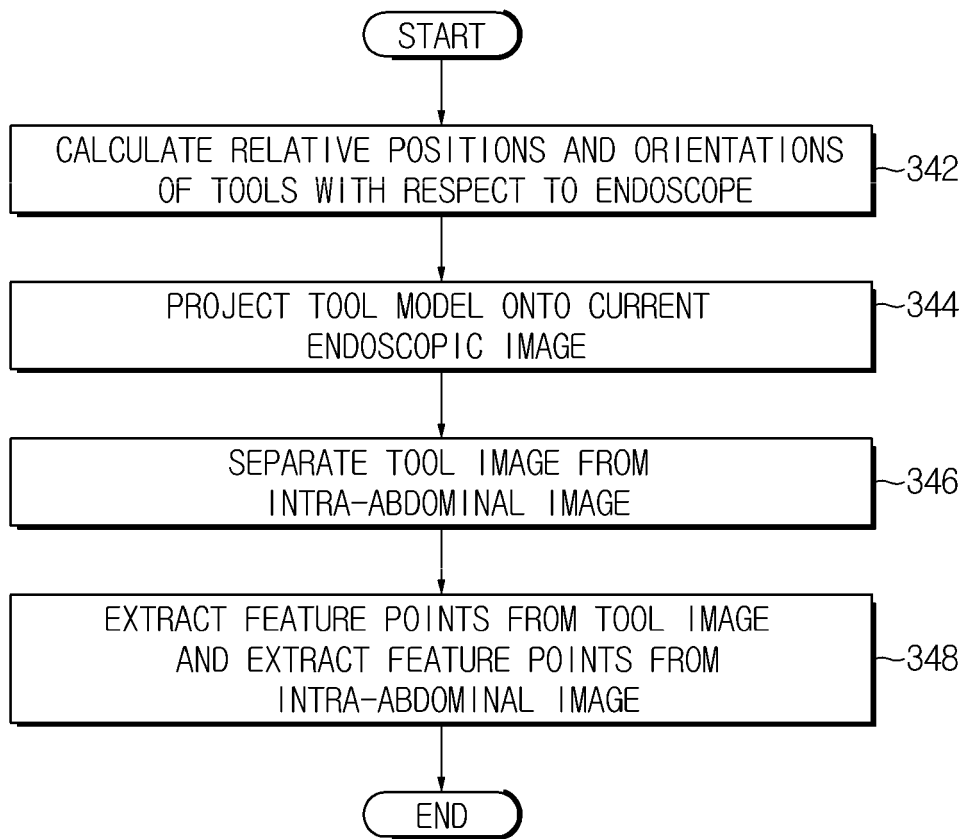 START
CALCULATE RELATIVE POSITIONS AND ORIENTATIONS
OF TOOLS WITH RESPECT TO ENDOSCOPE
342
PROJECT TOOL MODEL ONTO CURRENT
ENDOSCOPIC IMAGE
344
SEPARATE TOOL IMAGE FROM
INTRA-ABDOMINAL IMAGE
346
EXTRACT FEATURE POINTS FROM TOOL IMAGE
AND EXTRACT FEATURE POINTS FROM
INTRA-ABDOMINAL IMAGE
348
END